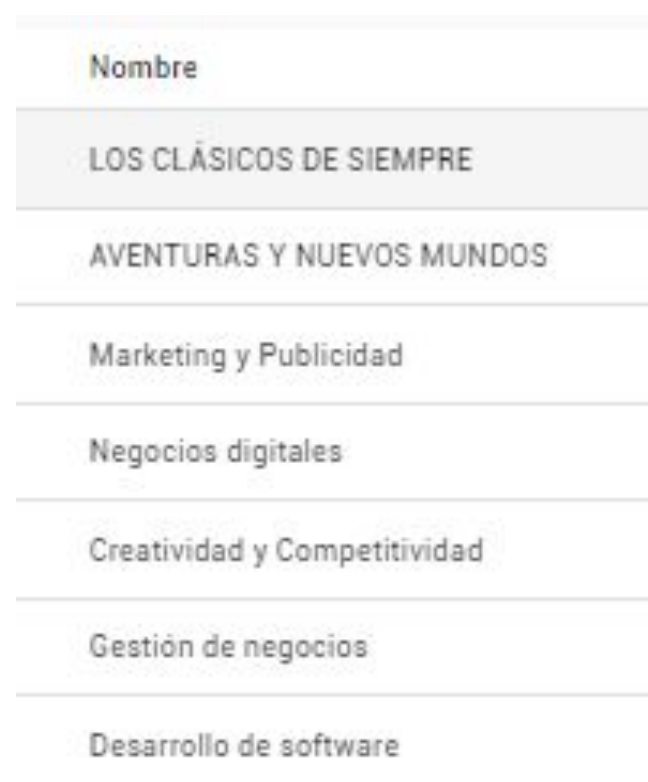 Nombre
LOS CLÁSICOS DE SIEMPRE
AVENTURAS Y NUEVOS MUNDOS
Marketing y Publicidad
Negocios digitales
Creatividad y Competitividad
Gestión de negocios
Desarrollo de software